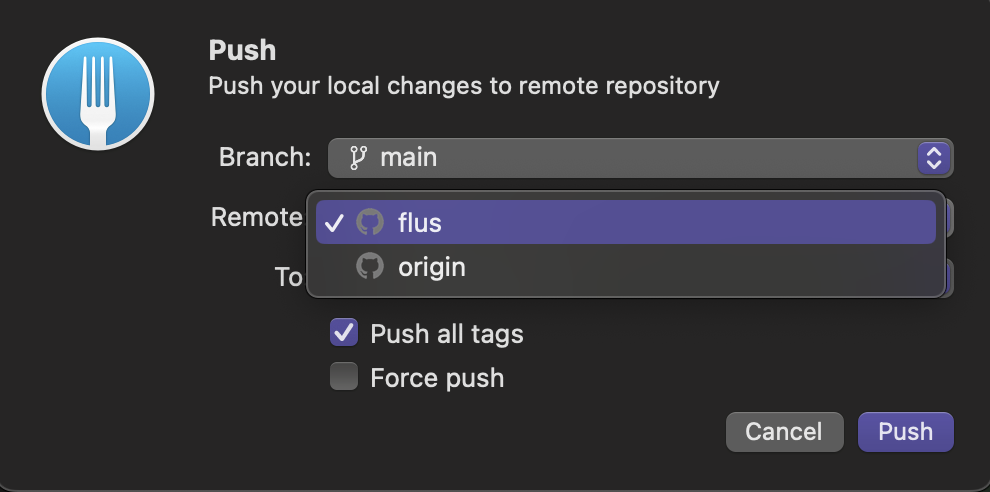 Push
Push your local changes to remote repository
Branch: main
Remote flus
origin
To
Push all tags
Force push
Cancel Push